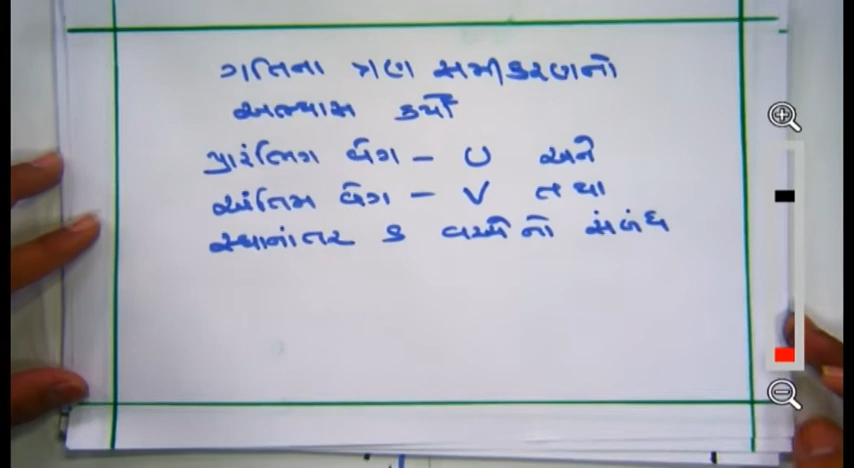 ગતિના ત્રણ સમીકરણનો
અભ્યાસ કર્યો
પ્રારંભિગ વેગ - U અને
અંતિમ વેગ - V તથા
સ્થાનાંતર S વચ્ચેનો સંબંધ